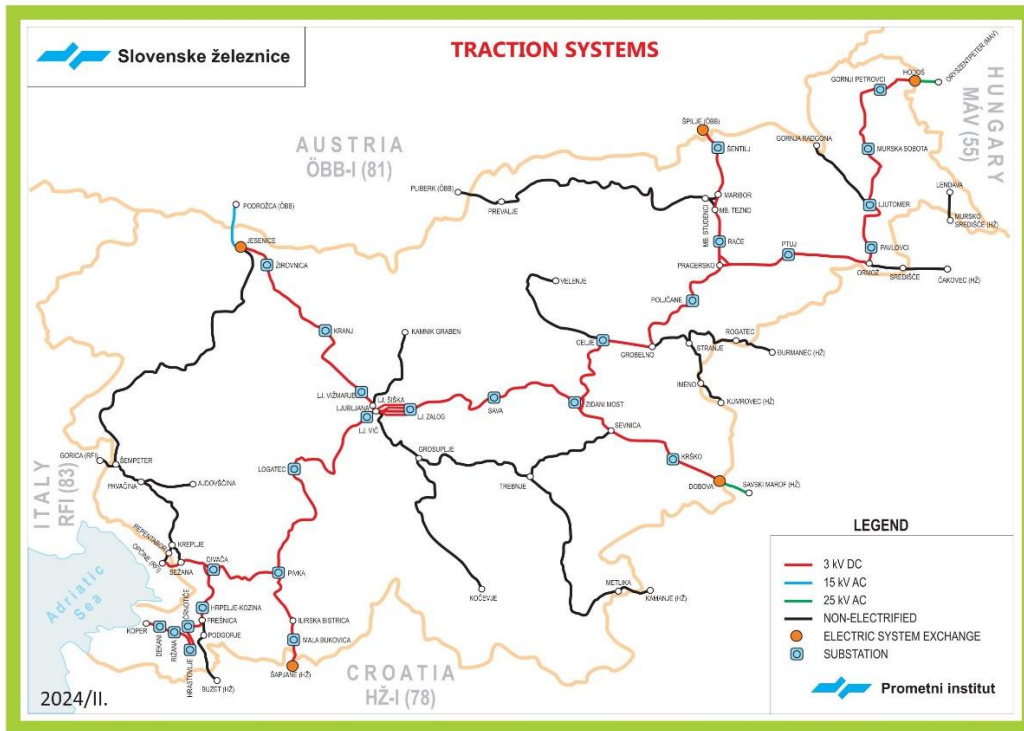 Slovenske železnice
TRACTION SYSTEMS
AUSTRIA
ÖBB-I (81)
HUNGARY
MÁV (55)
ITALY
RFI (83)
CROATIA
HŽ-I (78)
Adriatic
Sea
GORNJI PETROVCI
HODOŠ
ORYSZENTPETER (MÁV)
ŠPILJE (ÖBB)
ŠENTILJ
GORNJA RADGONA
MURSKA SOBOTA
PLIBERK (ÖBB)
PREVALJE
MARIBOR
MB. TEZNO
MB. STUDENCI
LJUTOMER
LENDAVA
MURSKO
SREDIŠČE (HŽ)
PODROŽCA (ÖBB)
JESENICE
ŽIROVNICA
RAČE
PTUJ
PAVLOVCI
PRAGERSKO
ORMOŽ
SREDIŠČE
ČAKOVEC (HŽ)
VELENJE
POLJČANE
KRANJ
KAMNIK GRABEN
CELJE
GROBELNO
STRANJE
ROGATEC
ĐURMANEC (HŽ)
IMENO
KUMROVEC (HŽ)
LJ. VIŽMARJE
LJ. ŠIŠKA
LJUBLJANA
LJ. ZALOG
LJ. VIČ
SAVA
ZIDANI MOST
SEVNICA
GROSUPLJE
TREBNJE
KRŠKO
DOBOVA
SAVSKI MAROF (HŽ)
LOGATEC
GORICA (RFI)
ŠEMPETER
PRVAČINA
AJDOVŠČINA
REPENTABOR
KREPLJE
OPČINE (RFI)
SEŽANA
DIVAČA
PIVKA
KOČEVJE
METLIKA
KAMANJE (HŽ)
HRPELJE-KOZINA
ČRNOTIČE
PREŠNICA
PODGORJE
KOPER
DEKANI
RIŽANA
HRASTOVLJE
BUZET (HŽ)
ILIRSKA BISTRICA
MALA BUKOVICA
ŠAPJANE (HŽ)
LEGEND
3 kV DC
15 kV AC
25 kV AC
NON-ELECTRIFIED
ELECTRIC SYSTEM EXCHANGE
SUBSTATION
Prometni institut
2024/II.